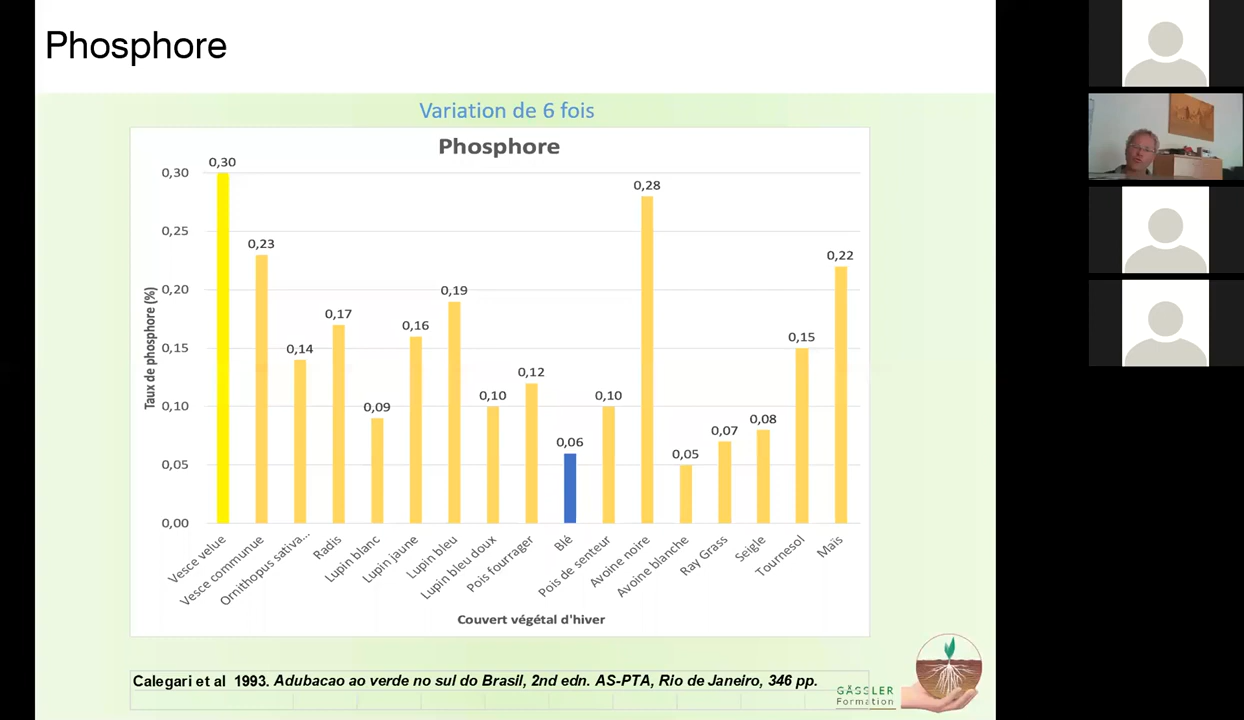 Phosphore
Variation de 6 fois
Phosphore
0,30
0,25
0,20
0,15
0,10
0,05
0,00
Taux de phosphore (%)
0,30
0,23
0,14
0,17
0,09
0,16
0,19
0,10
0,12
0,06
0,10
0,28
0,05
0,07
0,08
0,15
0,22
Vesce velue
Vesce communue
Ornithopus sativa...
Radis
Lupin blanc
Lupin jaune
Lupin bleu
Lupin bleu doux
Pois fourrager
Blé
Pois de senteur
Avoine noire
Avoine blanche
Ray Grass
Seigle
Tournesol
Maïs
Couvert végétal d'hiver
Calegari et al 1993. Adubacao ao verde no sul do Brasil, 2nd edn. AS-PTA, Rio de Janeiro, 346 pp.
GÄSSLER
Formation